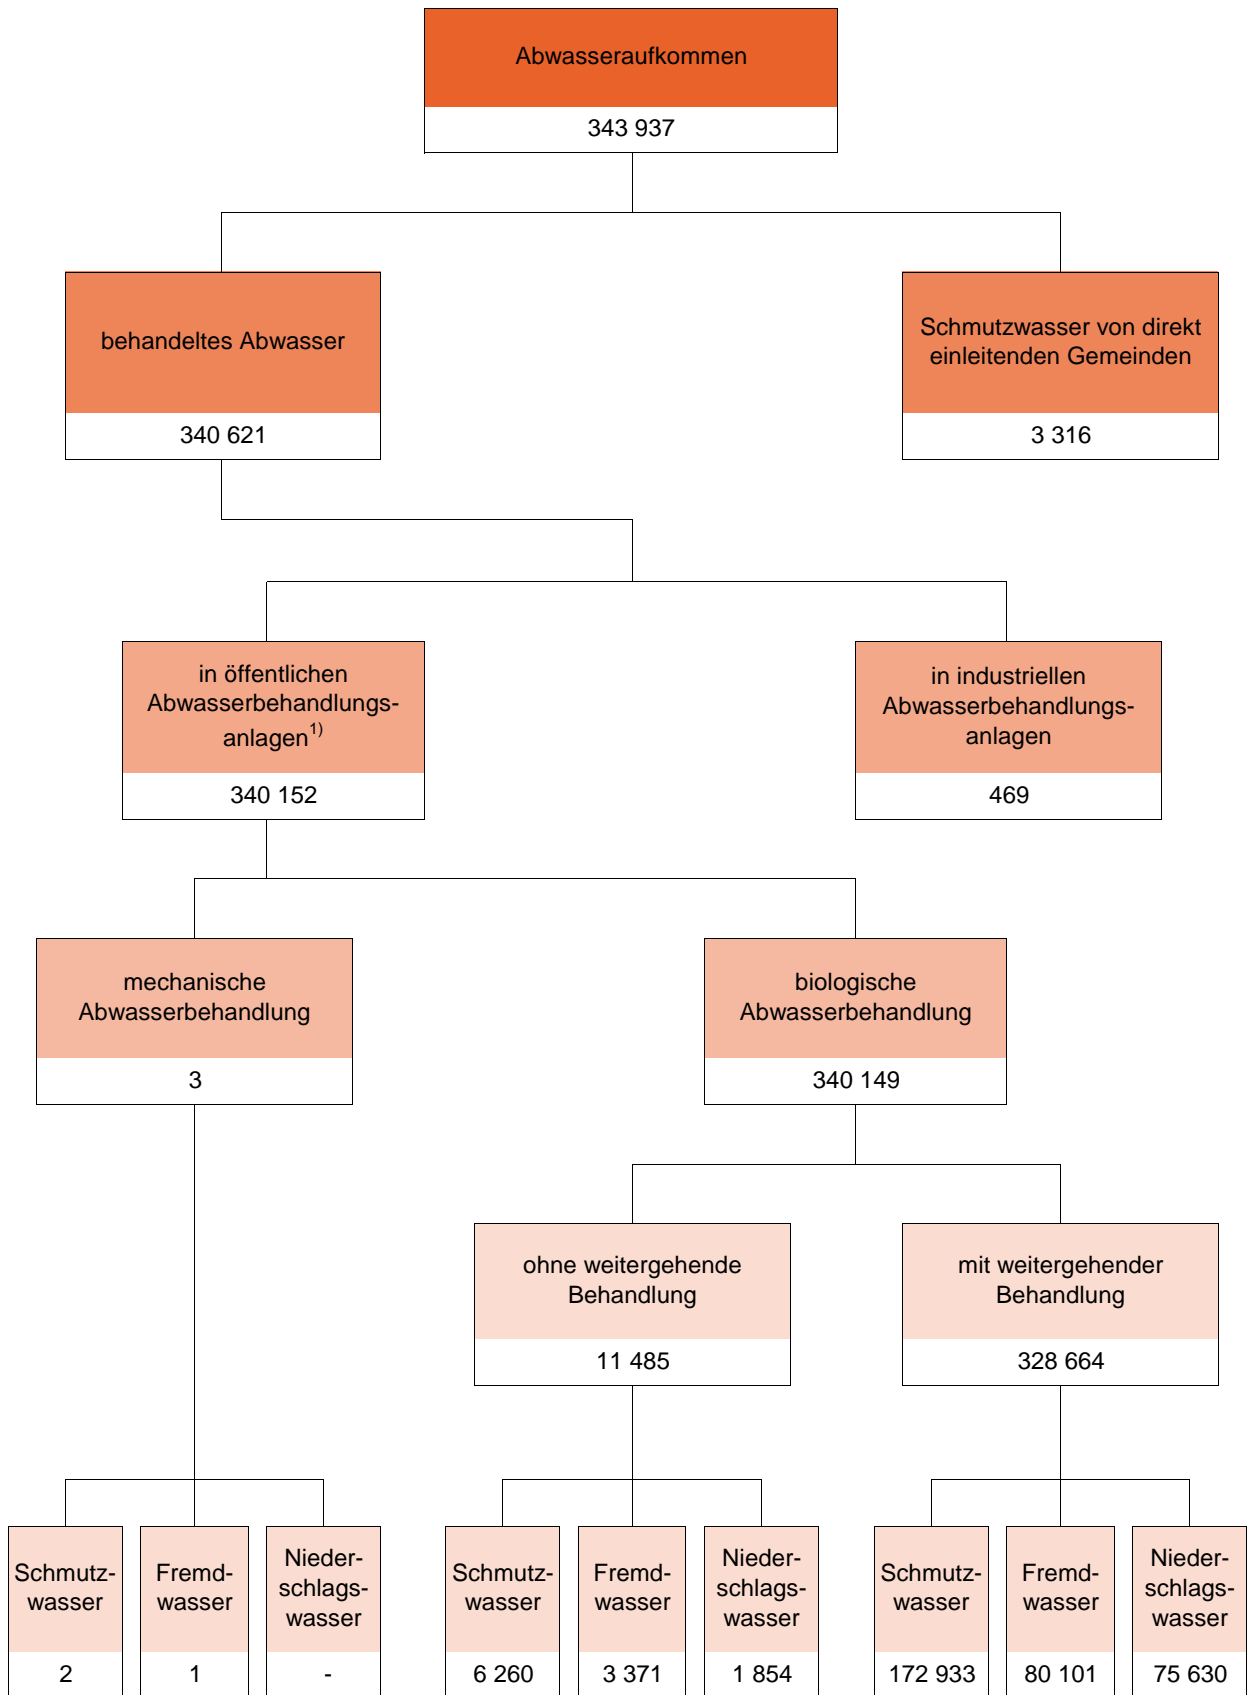 Abwasseraufkommen
343 937
behandeltes Abwasser
340 621
Schmutzwasser von direkt
einleitenden Gemeinden
3 316
in öffentlichen
Abwasserbehandlungs-
anlagen1)
340 152
in industriellen
Abwasserbehandlungs-
anlagen
469
mechanische
Abwasserbehandlung
3
biologische
Abwasserbehandlung
340 149
ohne weitergehende
Behandlung
11 485
mit weitergehender
Behandlung
328 664
Schmutz-
wasser
2
Fremd-
wasser
1
Nieder-
schlags-
wasser
-
Schmutz-
wasser
6 260
Fremd-
wasser
3 371
Nieder-
schlags-
wasser
1 854
Schmutz-
wasser
172 933
Fremd-
wasser
80 101
Nieder-
schlags-
wasser
75 630